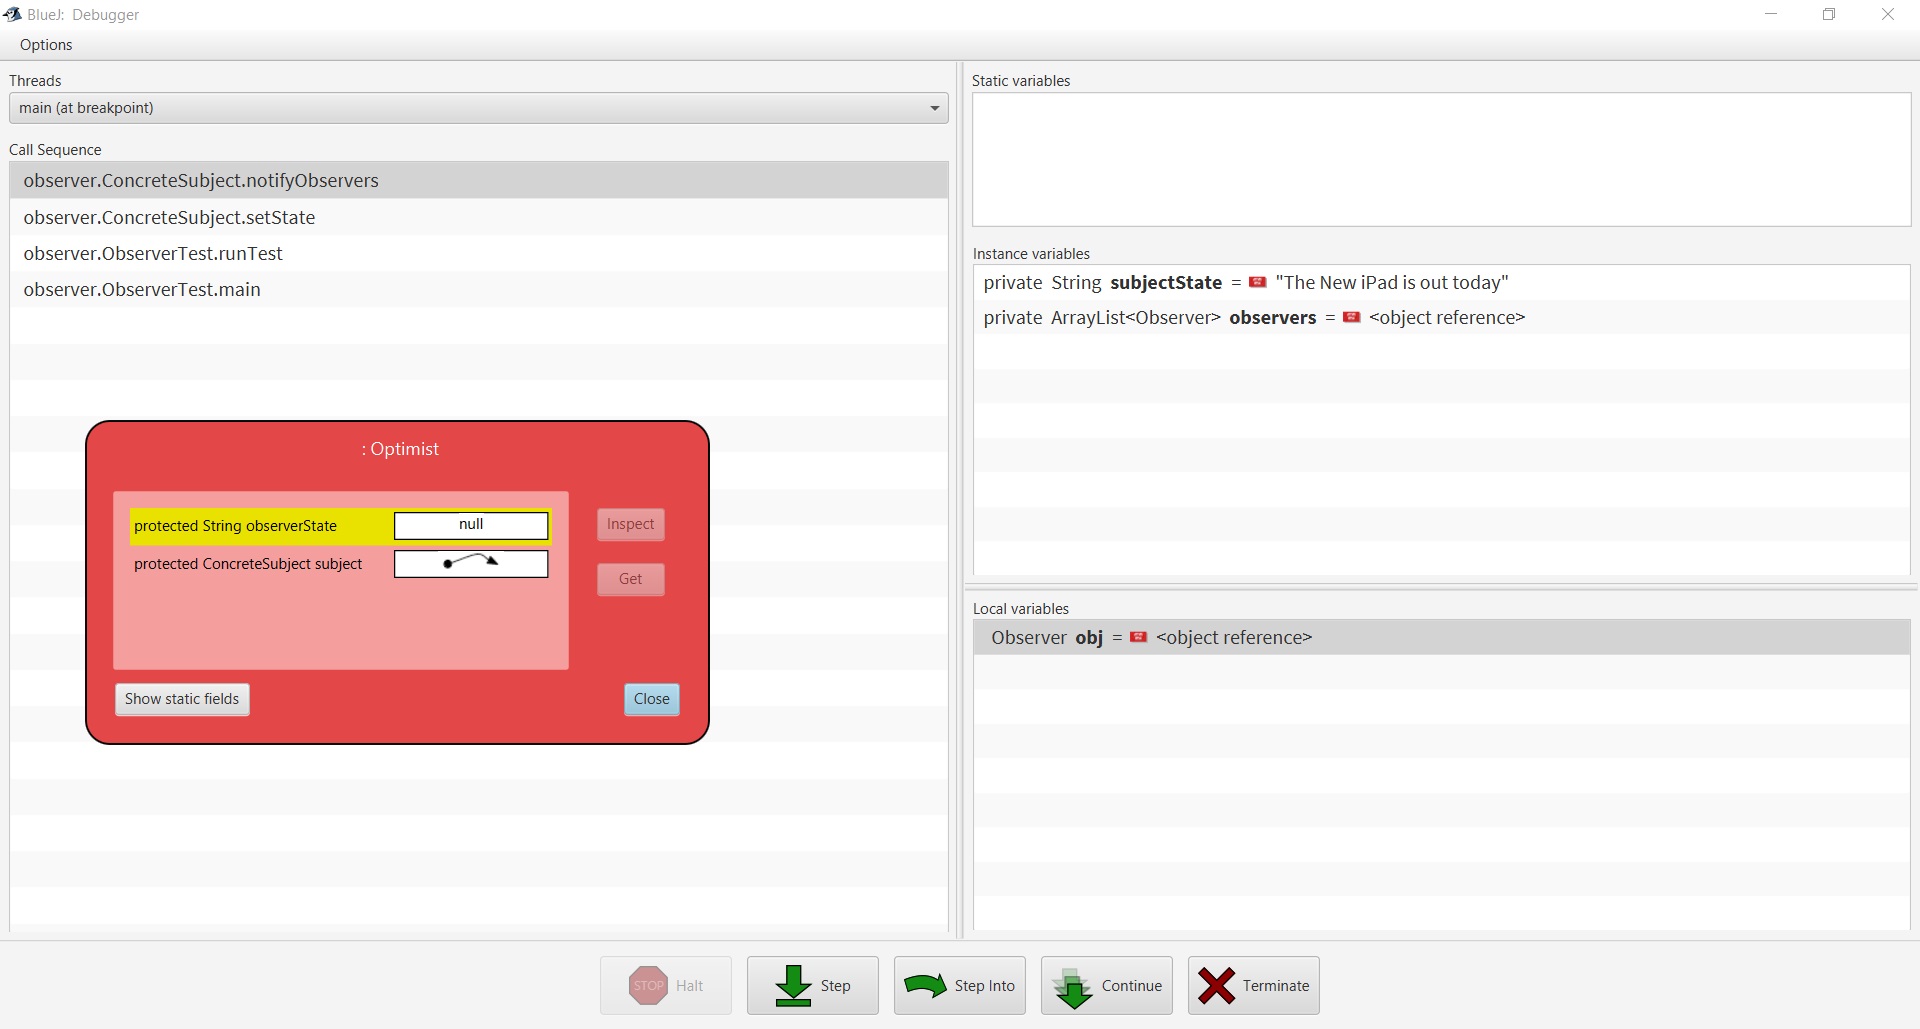 BlueJ: Debugger
Options
Threads
main (at breakpoint)
Call Sequence
observer.ConcreteSubject.notifyObservers
observer.ConcreteSubject.setState
observer.ObserverTest.runTest
observer.ObserverTest.main
: Optimist
protected String observerState null
protected ConcreteSubject subject
Inspect
Get
Show static fields
Close
Static variables
Instance variables
private String subjectState = "The New iPad is out today"
private ArrayList<Observer> observers = <object reference>
Local variables
Observer obj = <object reference>
STOP Halt
Step
Step Into
Continue
Terminate